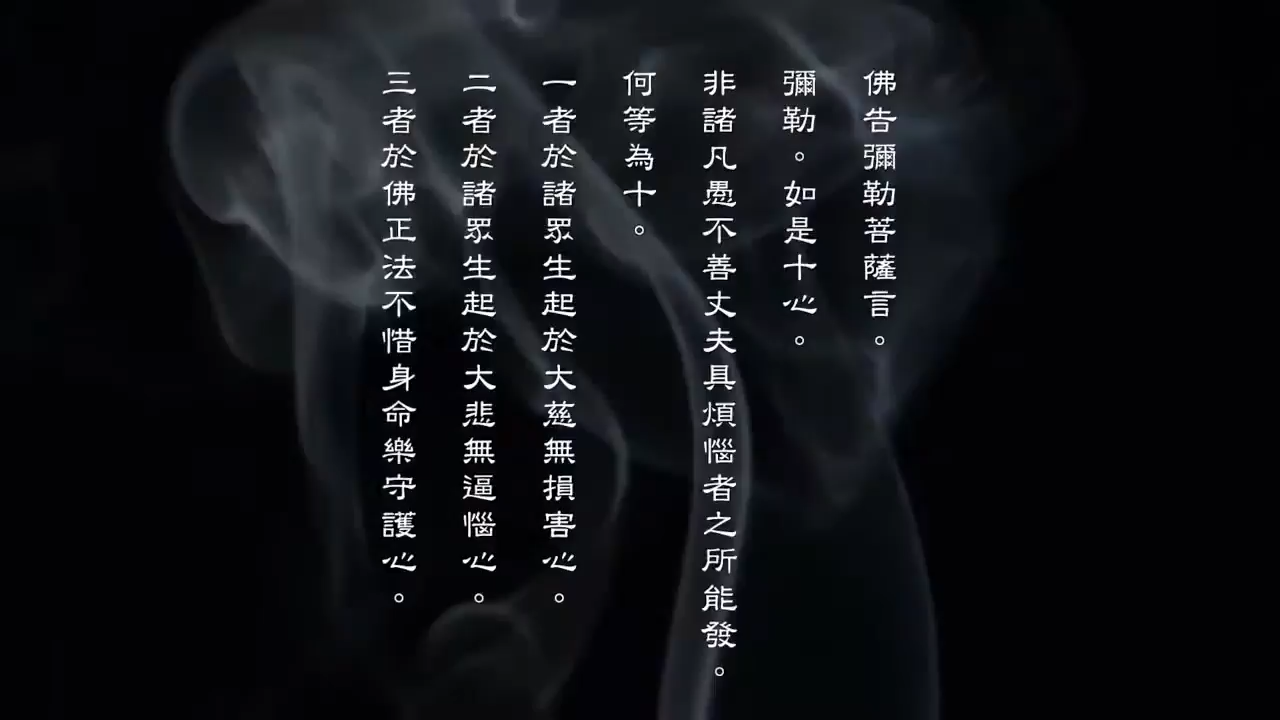 佛告彌勒菩薩言。
彌勒。如是十心。
非諸凡愚不善丈夫具煩惱者之所能發。
何等為十。
一者於諸眾生起於大慈無損害心。
二者於諸眾生起於大悲無逼惱心。
三者於佛正法不惜身命樂守護心。